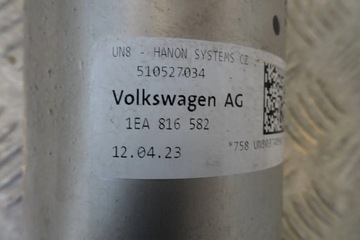 UN8 - HANON SYSTEMS CZ
510527034
Volkswagen AG
1EA 816 582
12.04.23
*758